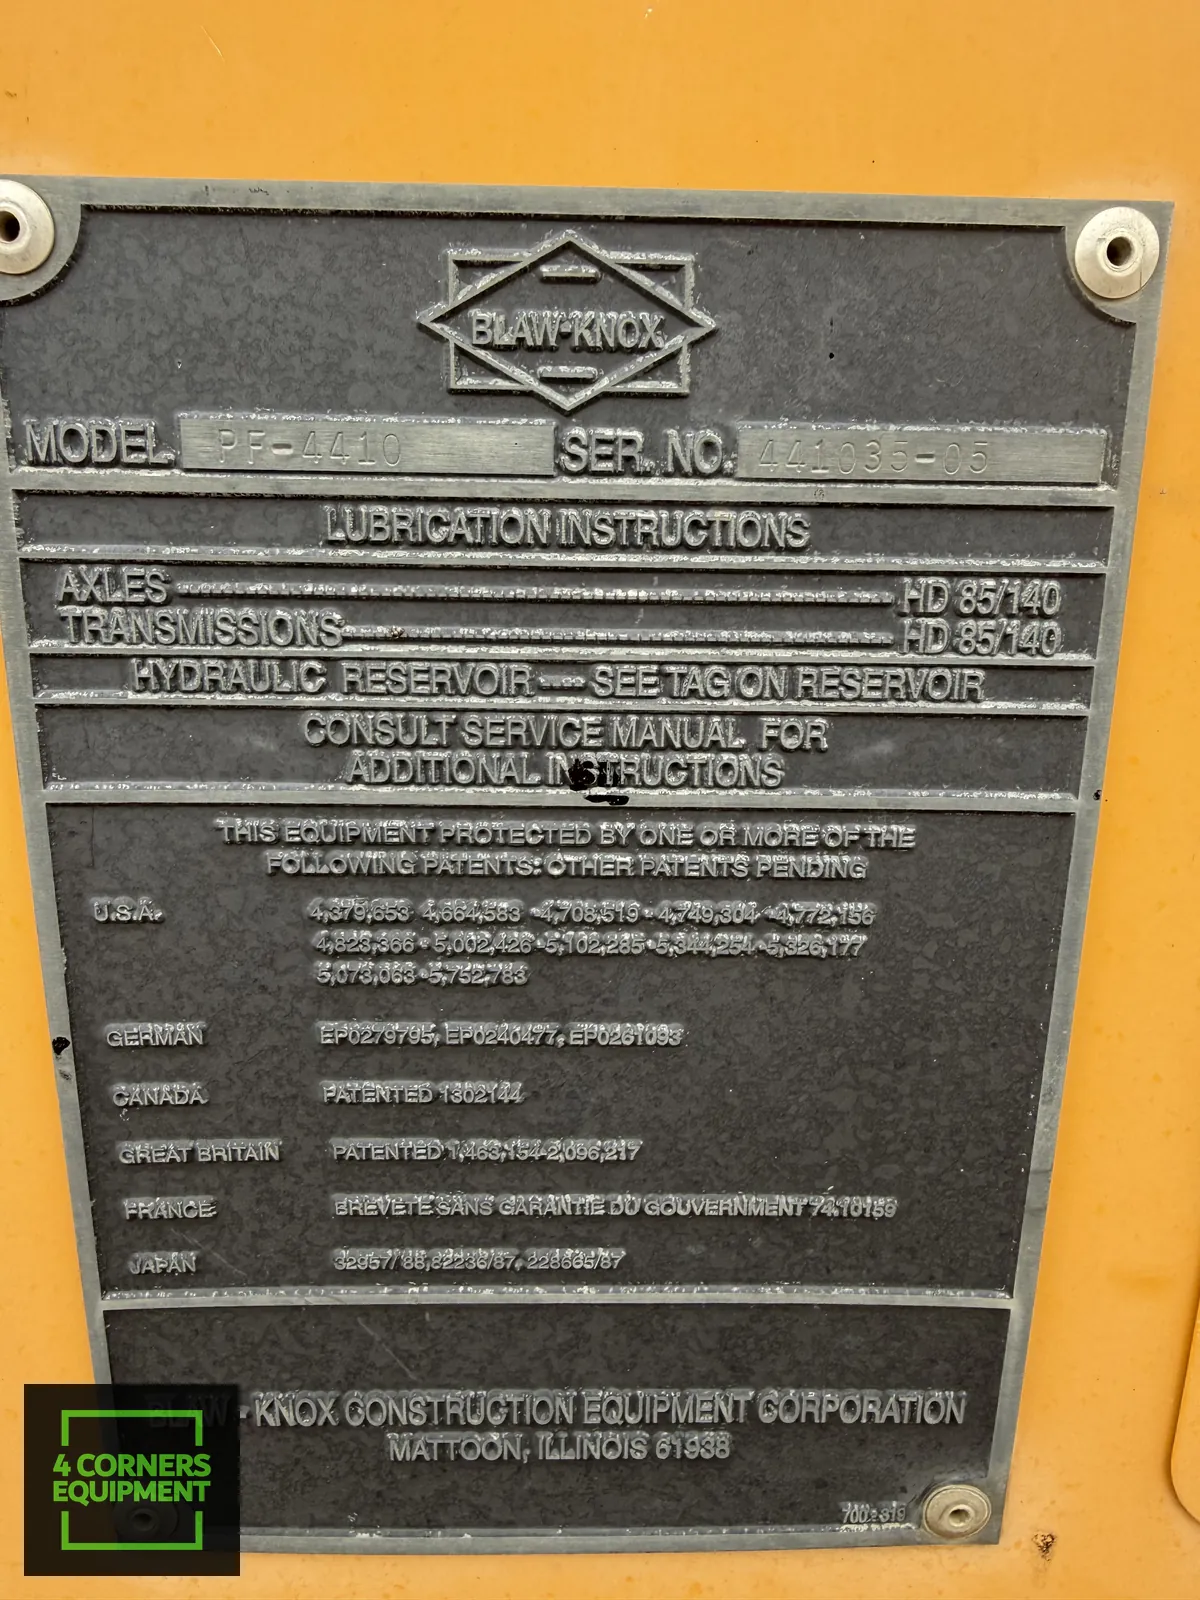 BLAW-KNOX
MODEL PF-4410 SER. NO. 441035-05
LUBRICATION INSTRUCTIONS
AXLES HD 85/140
TRANSMISSIONS HD 85/140
HYDRAULIC RESERVOIR --- SEE TAG ON RESERVOIR
CONSULT SERVICE MANUAL FOR
ADDITIONAL INSTRUCTIONS
THIS EQUIPMENT PROTECTED BY ONE OR MORE OF THE
FOLLOWING PATENTS: OTHER PATENTS PENDING
U.S.A. 4,379,653 4,664,583 · 4,708,519 · 4,749,304 · 4,772,156
4,823,366 · 5,002,426 · 5,102,285 · 5,344,254 · 5,326,177
5,073,063 · 5,752,783
GERMAN EP0279795, EP0240477, EP0261093
CANADA PATENTED 1302144
GREAT BRITAIN PATENTED 1,463,154-2,096,217
FRANCE BREVETE SANS GARANTIE DU GOUVERNMENT 74.10159
JAPAN 32957/'88, 82236/87, 228665/87
BLAW-KNOX CONSTRUCTION EQUIPMENT CORPORATION
MATTOON, ILLINOIS 61938
4 CORNERS
EQUIPMENT